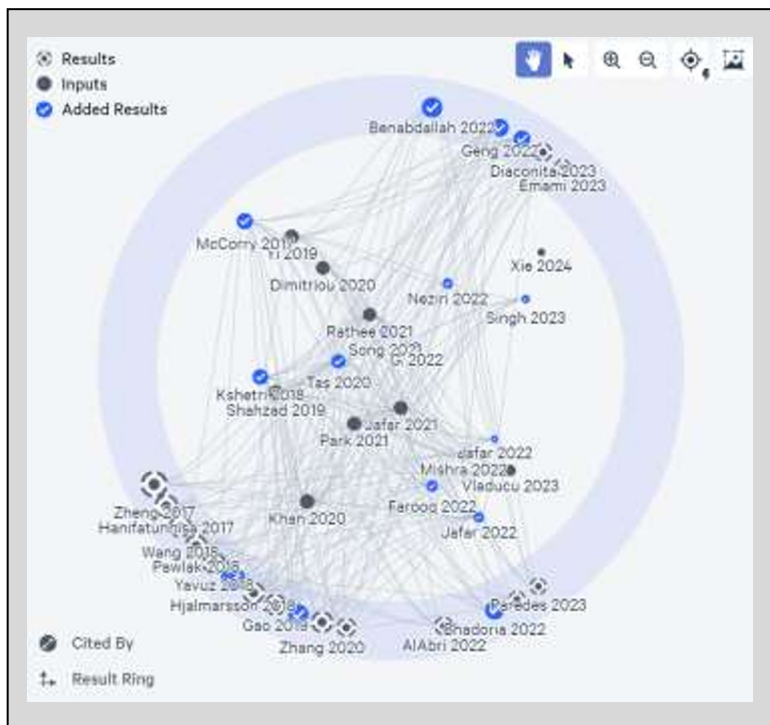 Results
Inputs
Added Results
Benabdallah 2022
Geng 2022
Diaconita 2023
Emami 2023
McCorry 2017
Yi 2019
Xie 2024
Dimitriou 2020
Neziri 2022
Singh 2023
Rathee 2021
Song 2021
2022
Tas 2020
Kshetri 2018
Shahzad 2019
Jafar 2021
Park 2021
Jafar 2022
Mishra 2022
Vladucu 2023
Zheng 2017
Khan 2020
Farooq 2022
Hanifatunnisa 2017
Jafar 2022
Wang 2018
Pawlak 2018
Yavuz 2018
Hjalmarsson 2018
Paredes 2023
Gao 2019
Bhadoria 2022
Cited By
Zhang 2020
AlAbri 2022
Result Ring